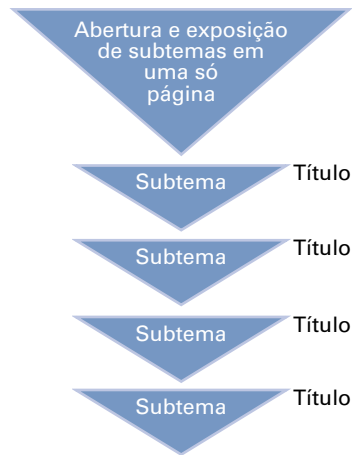 Abertura e exposição
de subtemas em
uma só
página
Subtema
Título
Subtema
Título
Subtema
Título
Subtema
Título